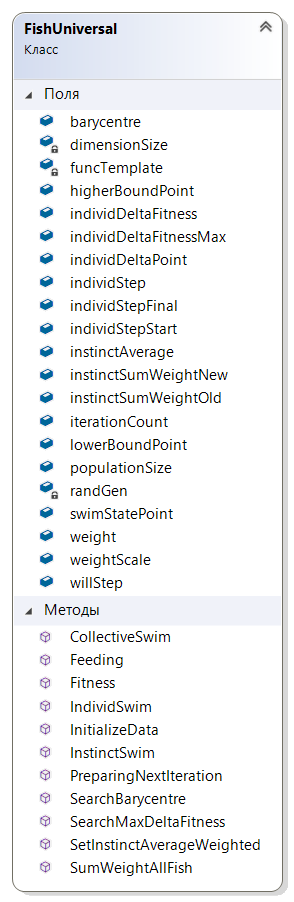 FishUniversal
Класс
Поля
barycentre
dimensionSize
funcTemplate
higherBoundPoint
individDeltaFitness
individDeltaFitnessMax
individDeltaPoint
individStep
individStepFinal
individStepStart
instinctAverage
instinctSumWeightNew
instinctSumWeightOld
iterationCount
lowerBoundPoint
populationSize
randGen
swimStatePoint
weight
weightScale
willStep
Методы
CollectiveSwim
Feeding
Fitness
IndividSwim
InitializeData
InstinctSwim
PreparingNextIteration
SearchBarycentre
SearchMaxDeltaFitness
SetInstinctAverageWeighted
SumWeightAllFish